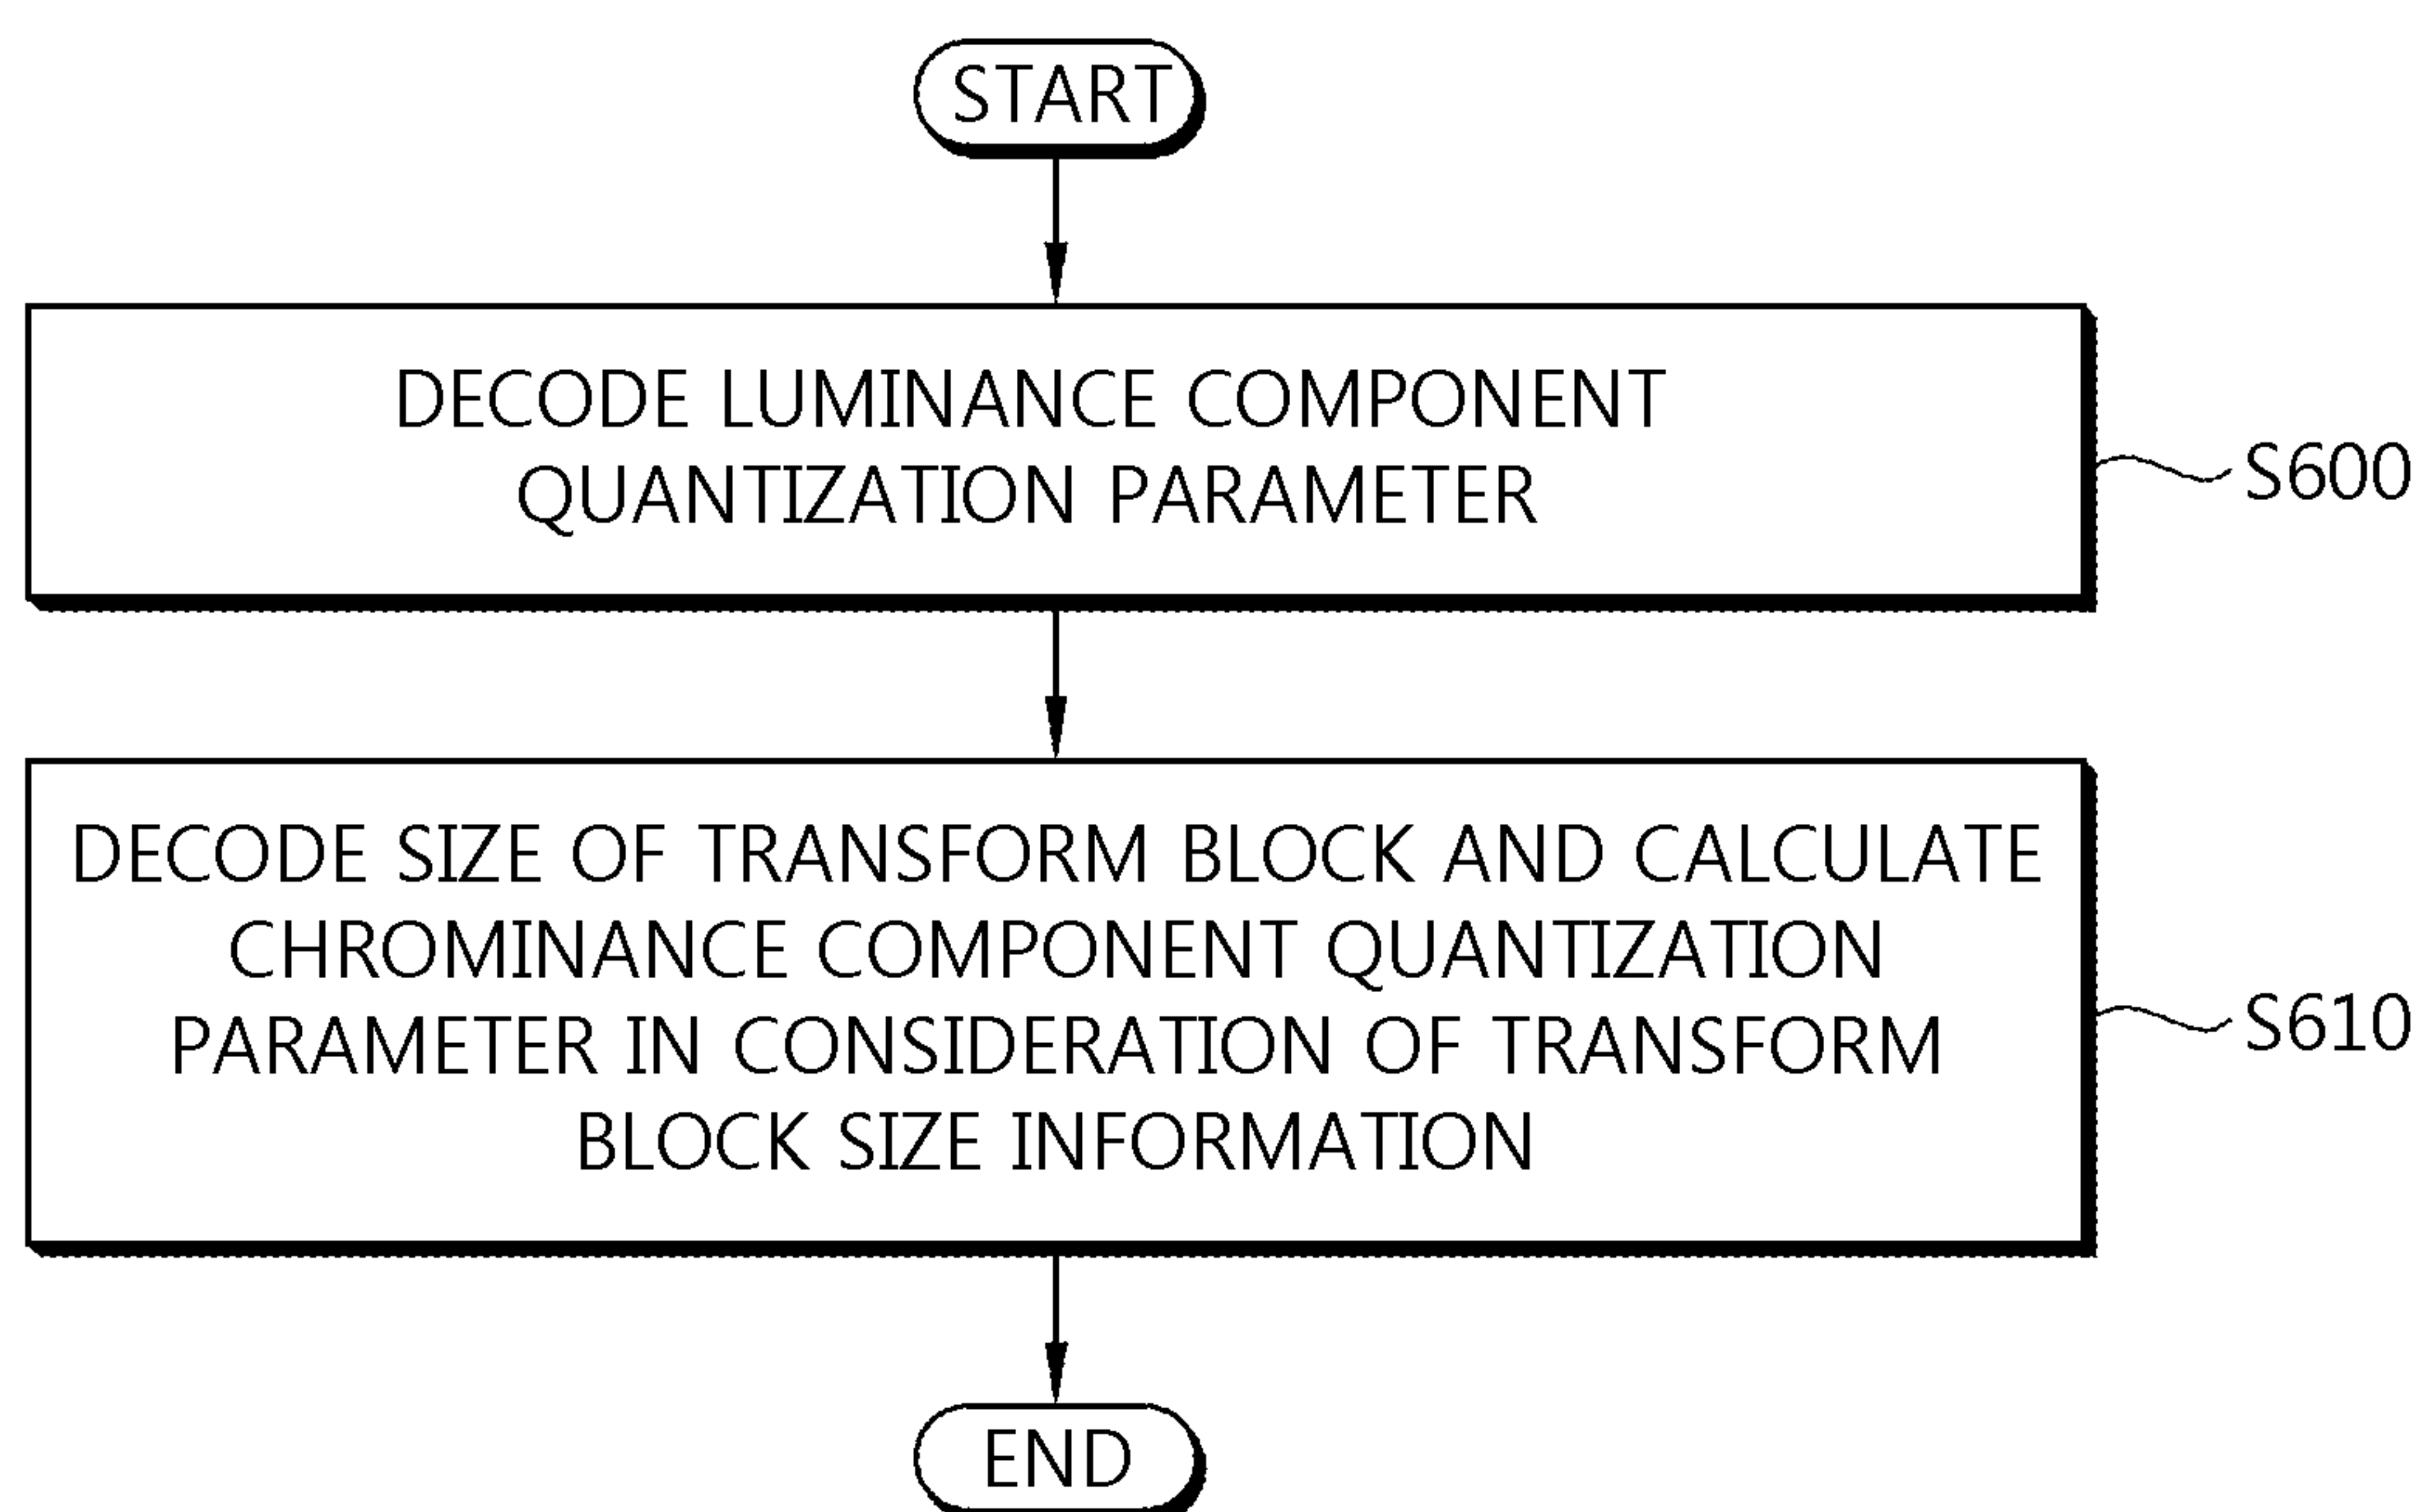 START
DECODE LUMINANCE COMPONENT
QUANTIZATION PARAMETER
S600
DECODE SIZE OF TRANSFORM BLOCK AND CALCULATE
CHROMINANCE COMPONENT QUANTIZATION
PARAMETER IN CONSIDERATION OF TRANSFORM
BLOCK SIZE INFORMATION
S610
END